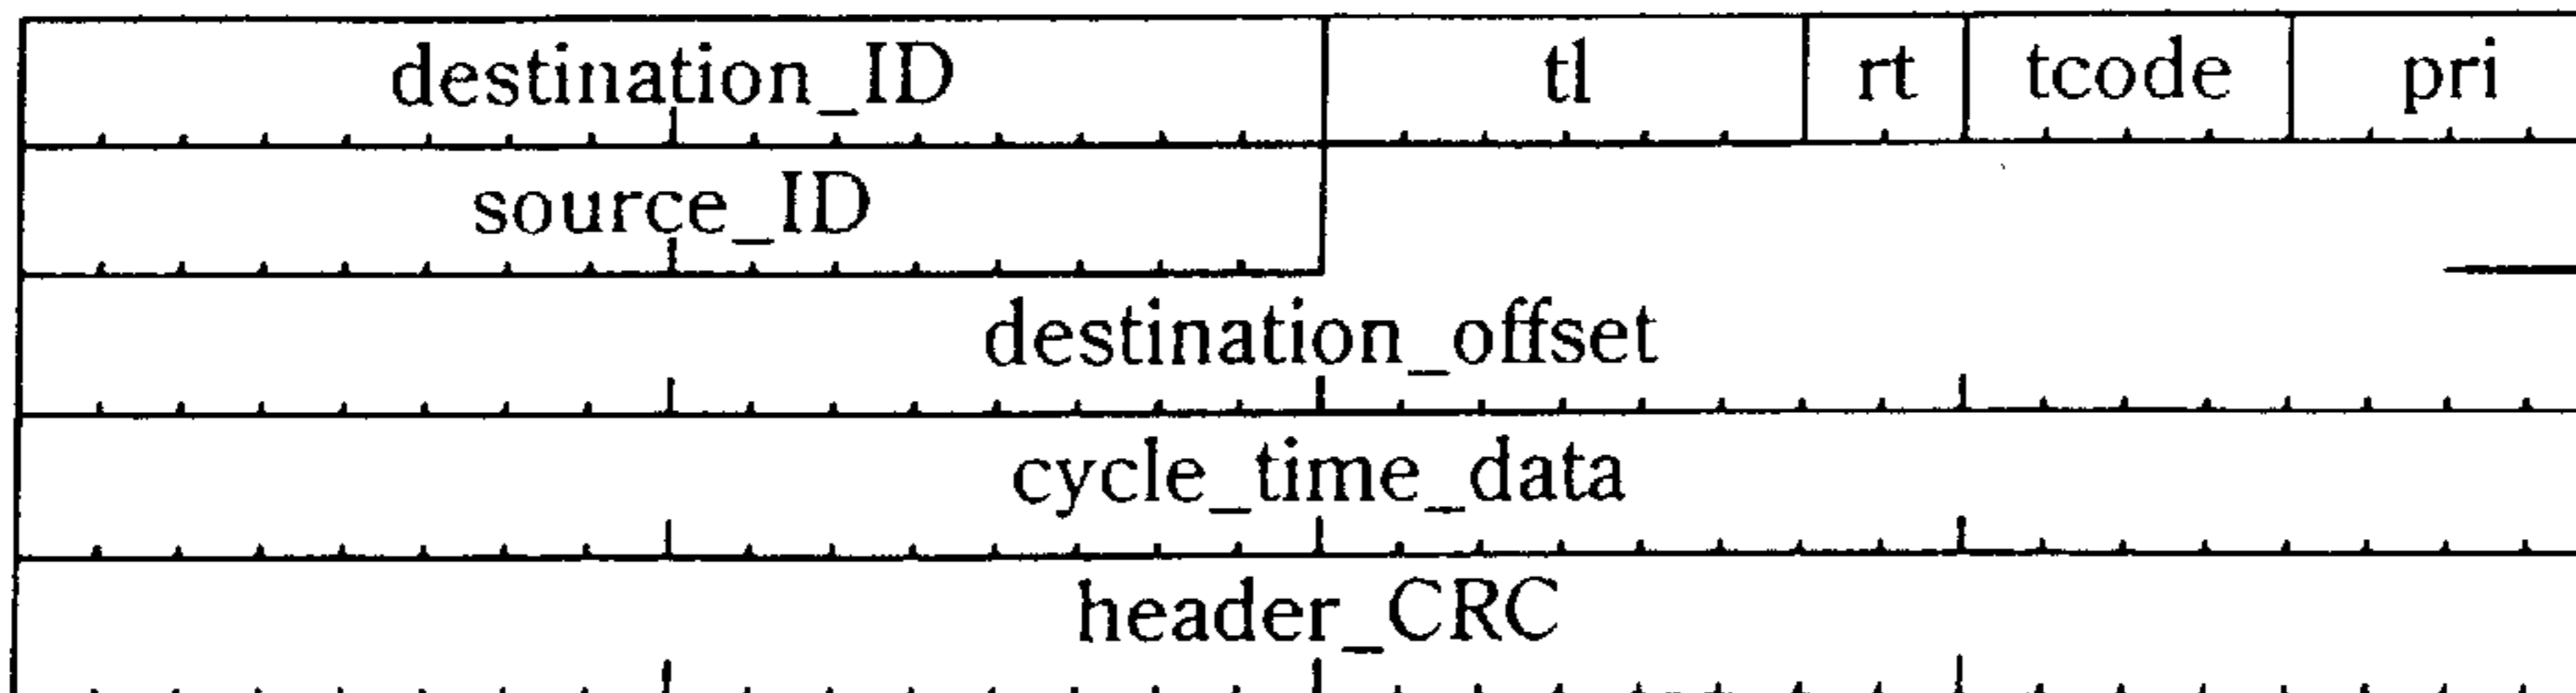 destination_ID tl rt tcode pri
source_ID
destination_offset
cycle_time_data
header_CRC